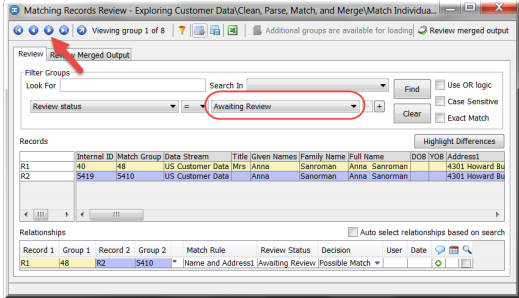 Matching Records Review - Exploring Customer Data\Clean, Parse, Match, and Merge\Match Individua...
Viewing group 1 of 8 ? Additional groups are available for loading Review merged output
Review Review Merged Output
Filter Groups
Look For Search In Find Use OR logic
Review status = Awaiting Review - + Clear Case Sensitive
Exact Match
Records Highlight Differences
Internal ID Match Group Data Stream Title Given Names Family Name Full Name DOB YOB Address1
R1 40 48 US Customer Data Mrs Anna Sanroman Anna Sanroman 4301 Howard Bu
R2 5419 5410 US Customer Data Anna Sanorman Anna Sanorman 4301 Howard Bu
Relationships Auto select relationships based on search
Record 1 Group 1 Record 2 Group 2 Match Rule Review Status Decision User Date
R1 48 R2 5410 * Name and Address1 Awaiting Review Possible Match